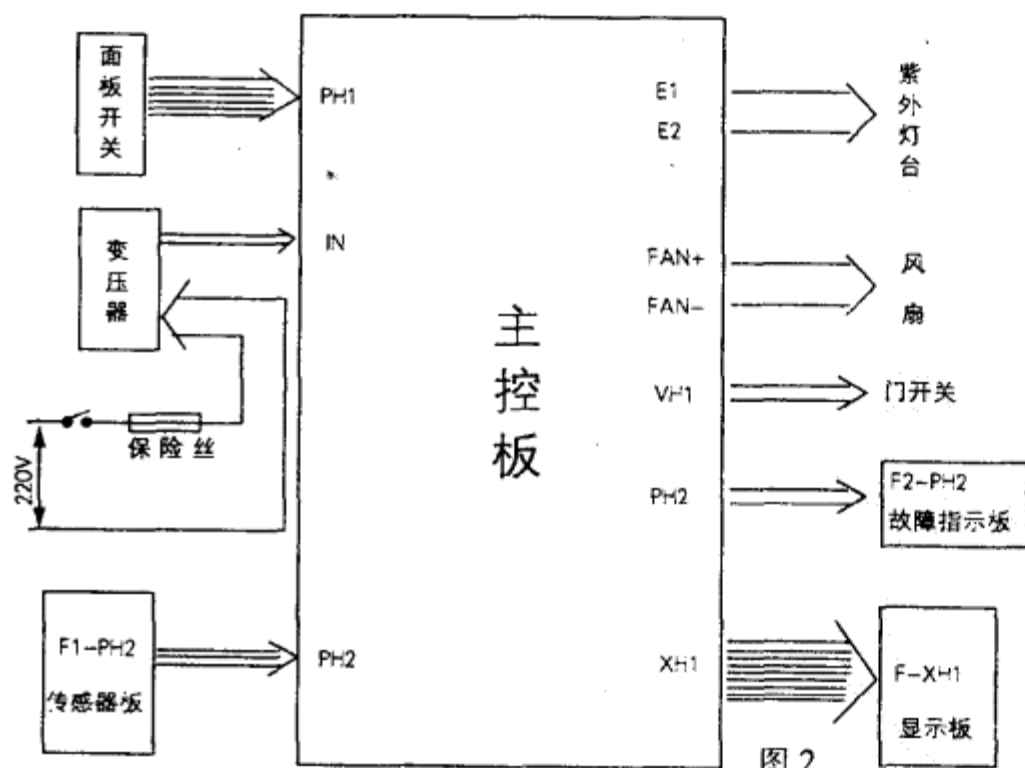 面板开关
PH1
变压器
IN
保险丝
220V
F1-PH2
传感器板
PH2
主控板
E1
E2
紫外灯台
FAN+
FAN-
风扇
VH1
门开关
PH2
F2-PH2
故障指示板
XH1
F-XH1
显示板
图2